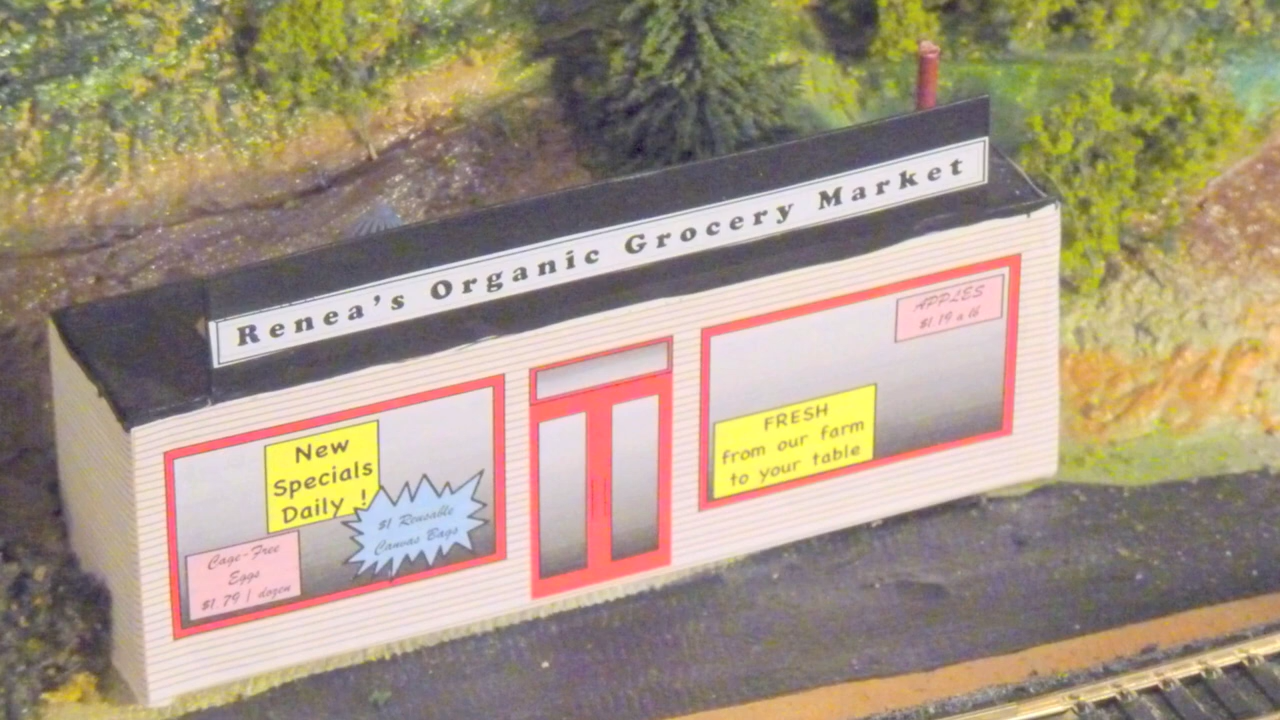 Renea's Organic Grocery Market
New
Specials
Daily !
$1 Reusable
Canvas Bags
Cage-Free
Eggs
$1.79 / dozen
APPLES
$1.19 a lb
FRESH
from our farm
to your table